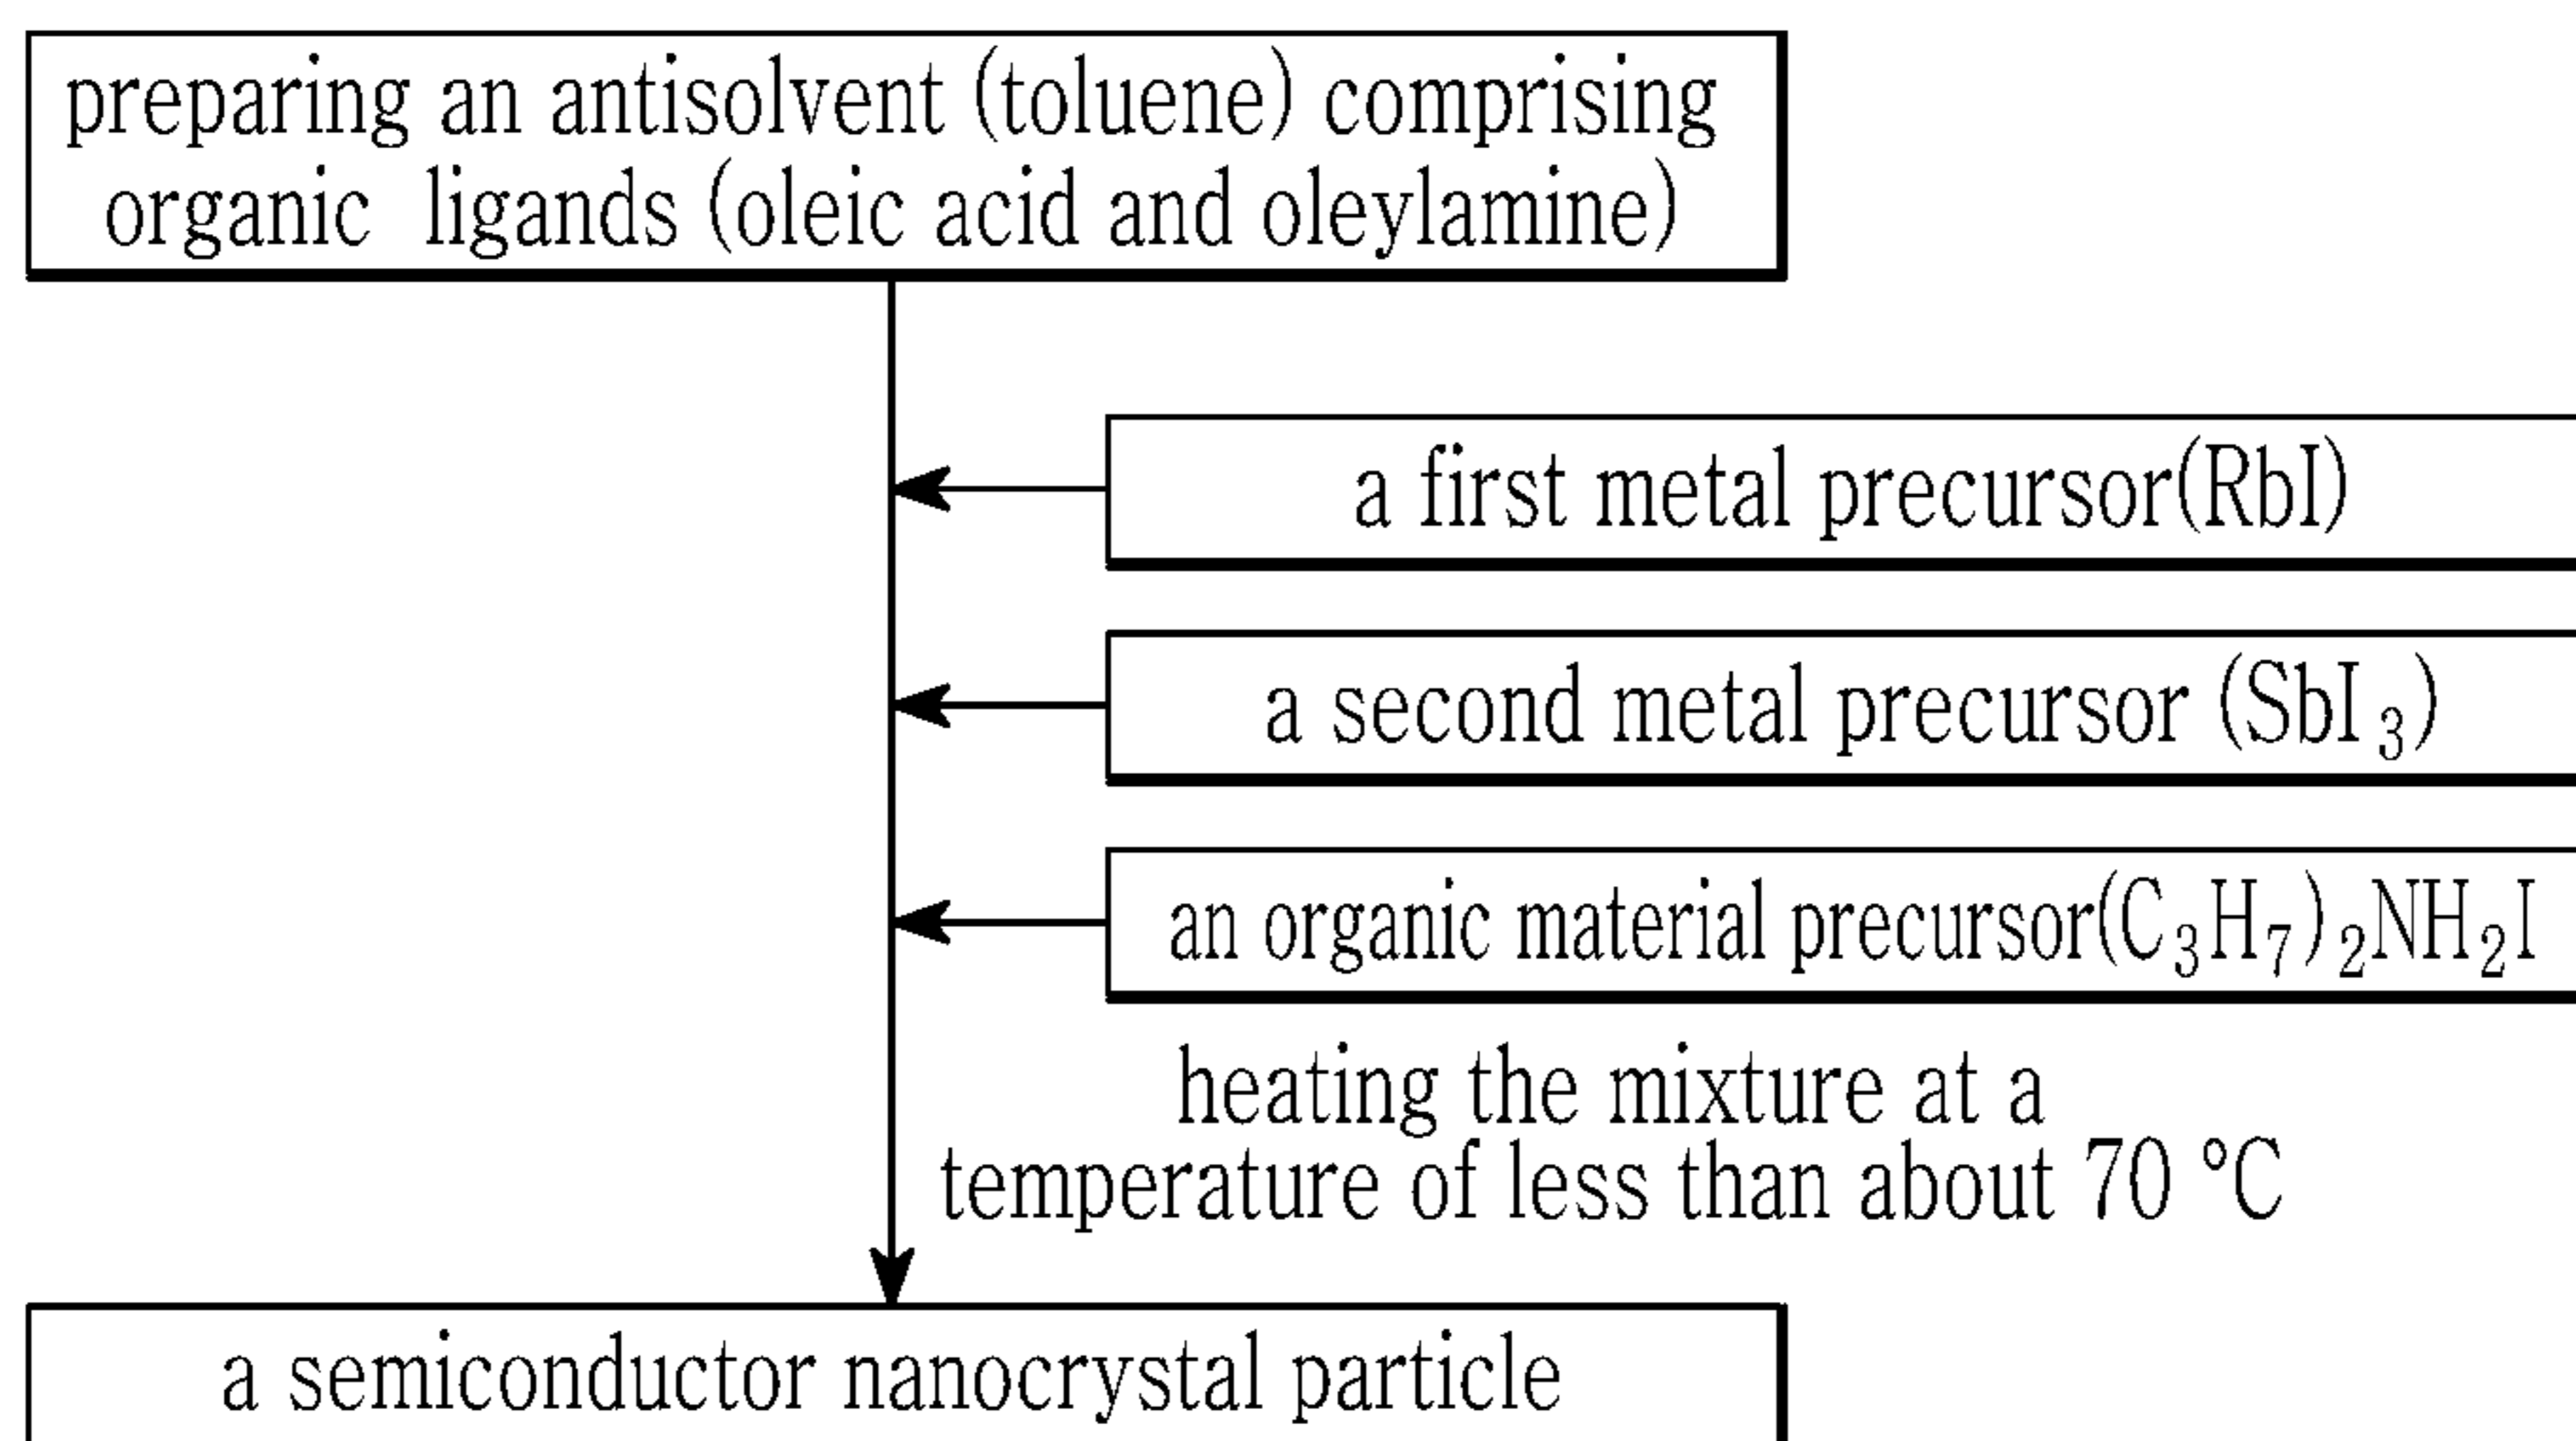 preparing an antisolvent (toluene) comprising
organic ligands (oleic acid and oleylamine)
a first metal precursor(RbI)
a second metal precursor (SbI₃)
an organic material precursor(C₃H₇)₂NH₂I
heating the mixture at a
temperature of less than about 70 °C
a semiconductor nanocrystal particle